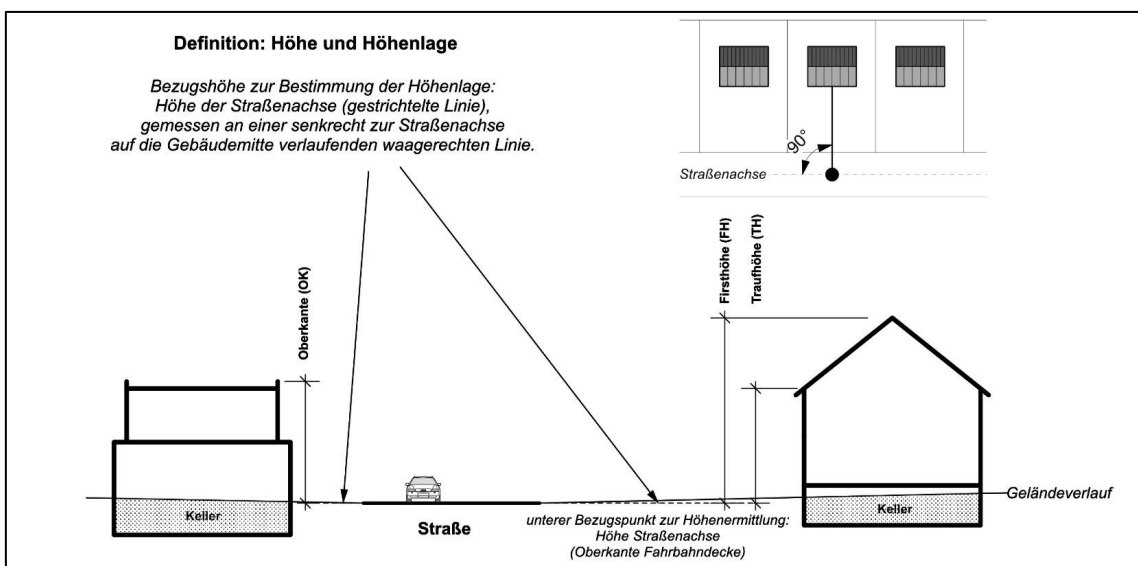 Definition: Höhe und Höhenlage
Bezugshöhe zur Bestimmung der Höhenlage:
Höhe der Straßenachse (gestrichtelte Linie),
gemessen an einer senkrecht zur Straßenachse
auf die Gebäudemitte verlaufenden waagerechten Linie.
90°
Straßenachse
Oberkante (OK)
Firsthöhe (FH)
Traufhöhe (TH)
Keller
Straße
unterer Bezugspunkt zur Höhenermittlung:
Höhe Straßenachse
(Oberkante Fahrbahndecke)
Keller
Geländeverlauf